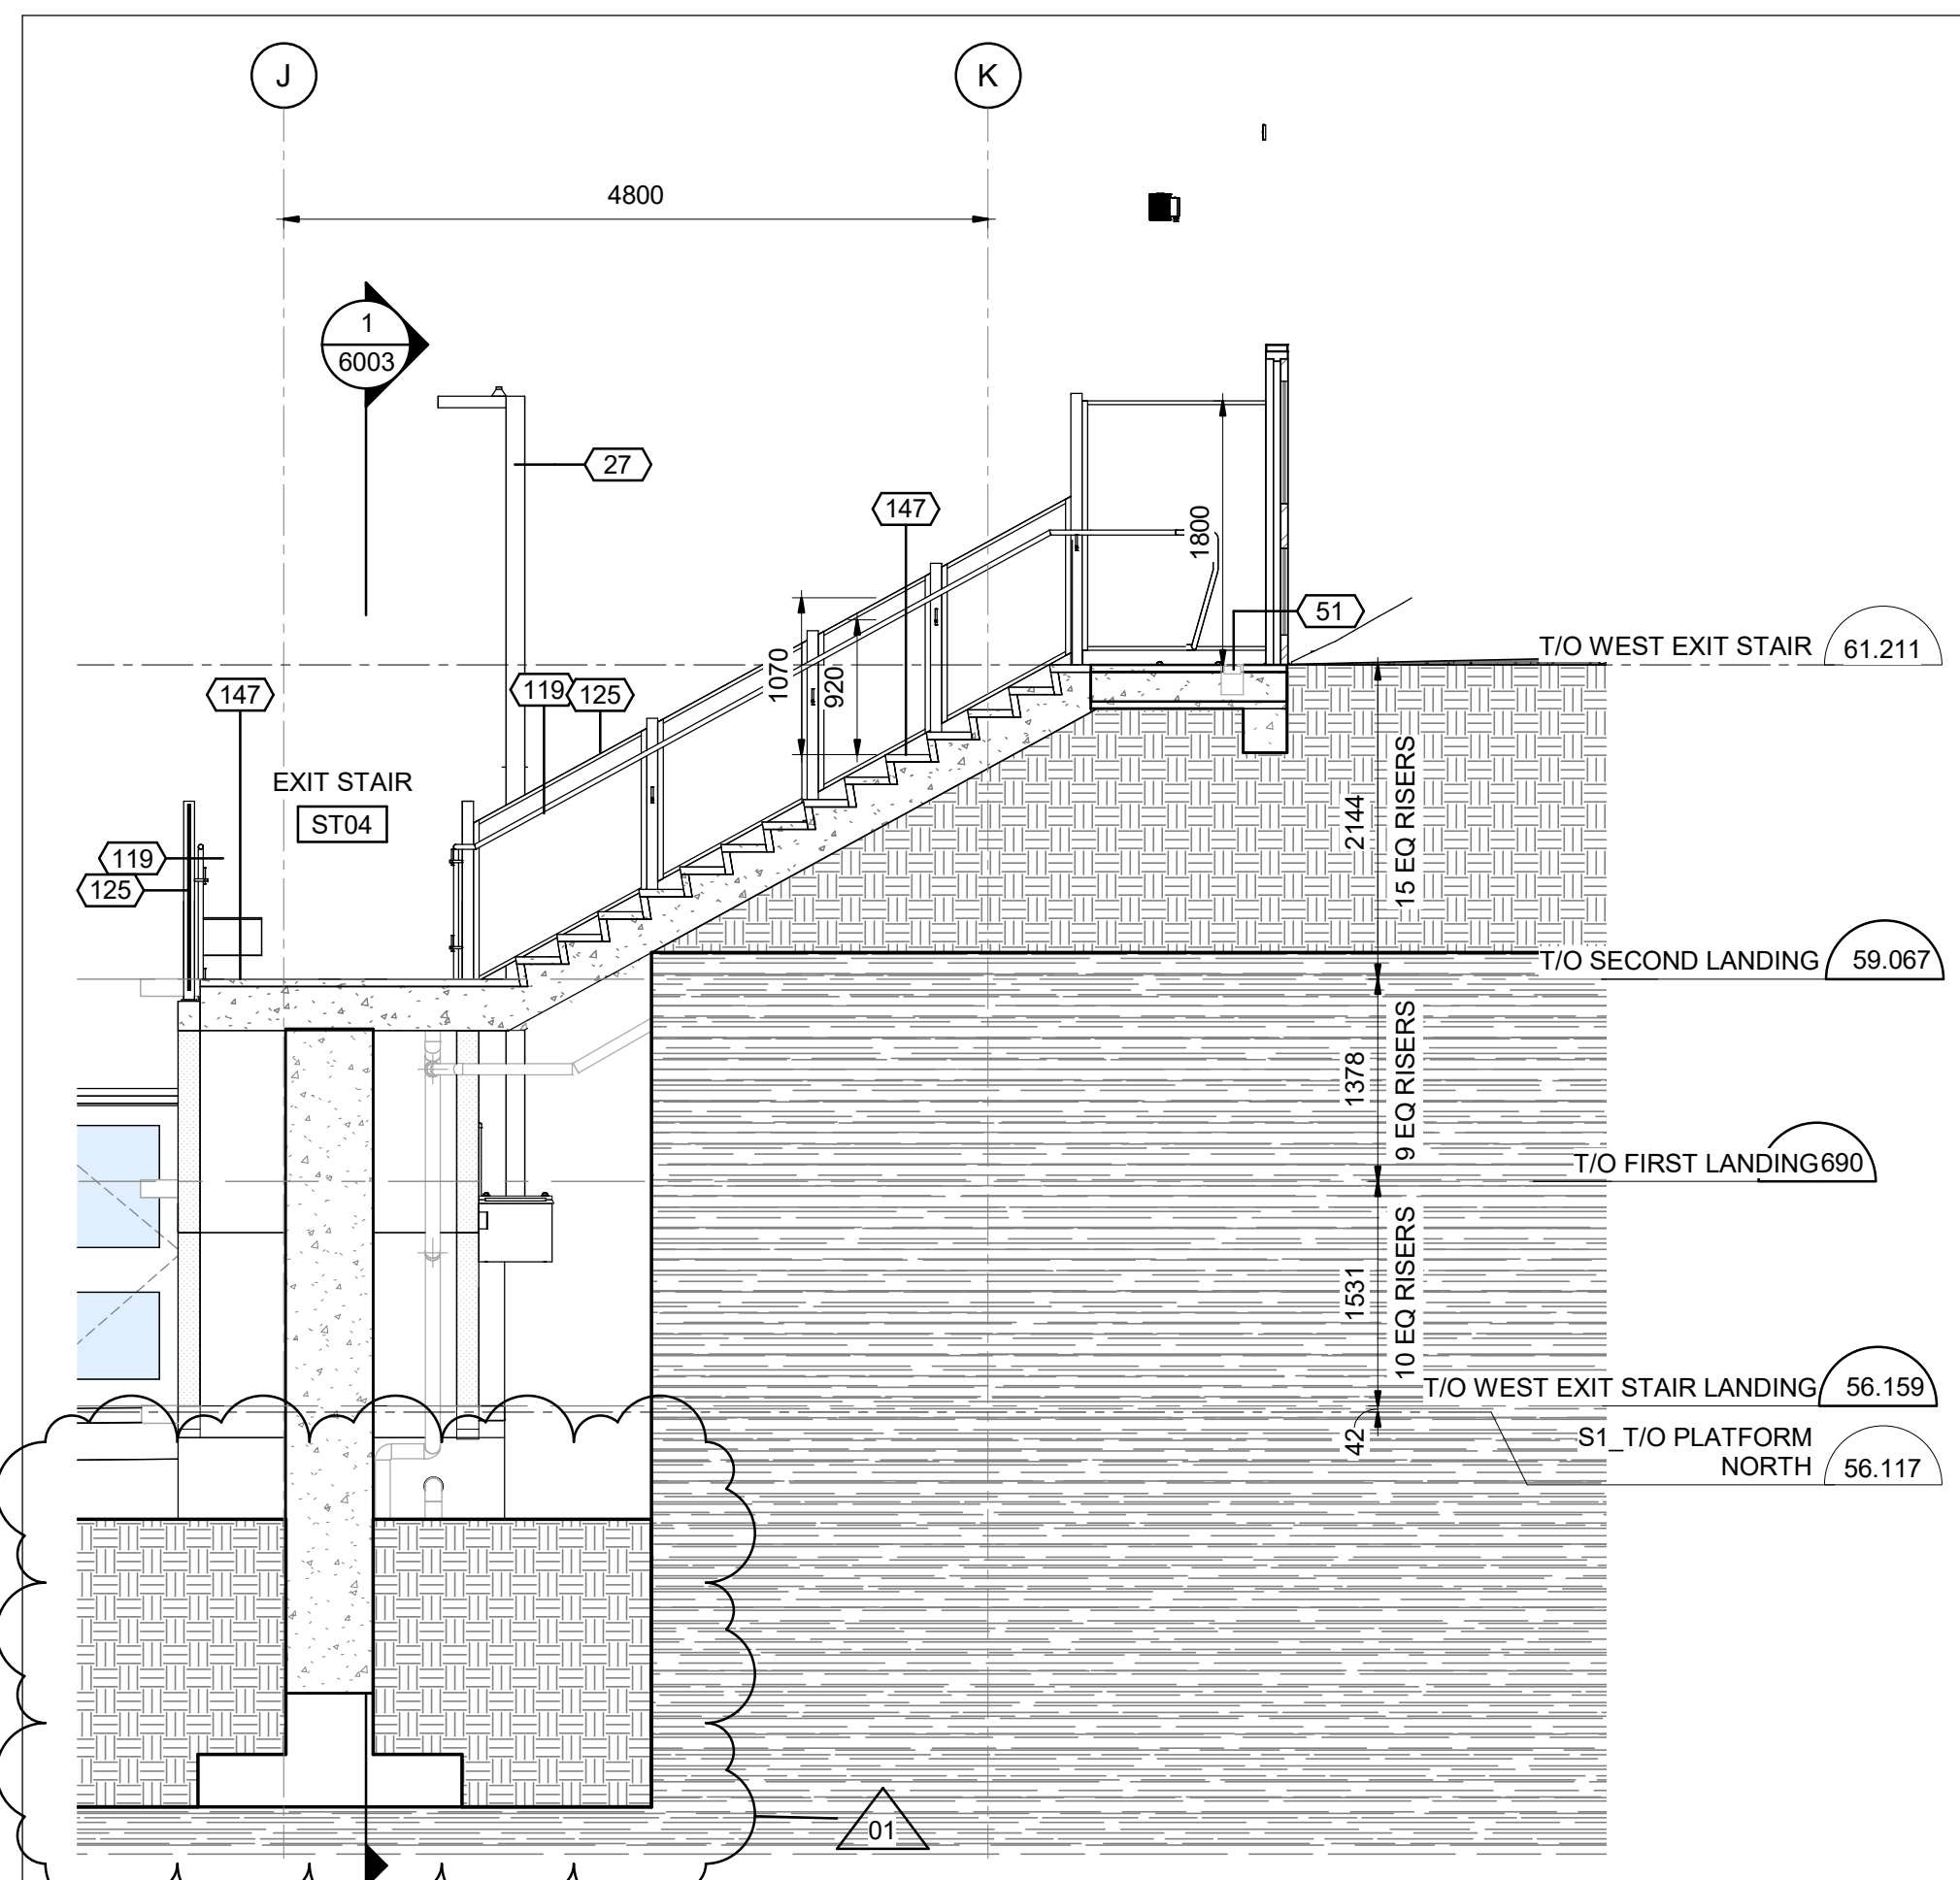 J
K
4800
1
6003
27
147
1800
51
T/O WEST EXIT STAIR
61.211
147
119
125
1070
920
EXIT STAIR
ST04
119
125
2144
15 EQ RISERS
T/O SECOND LANDING
59.067
1378
9 EQ RISERS
T/O FIRST LANDING
690
1531
10 EQ RISERS
T/O WEST EXIT STAIR LANDING
56.159
42
S1_T/O PLATFORM
NORTH
56.117
01